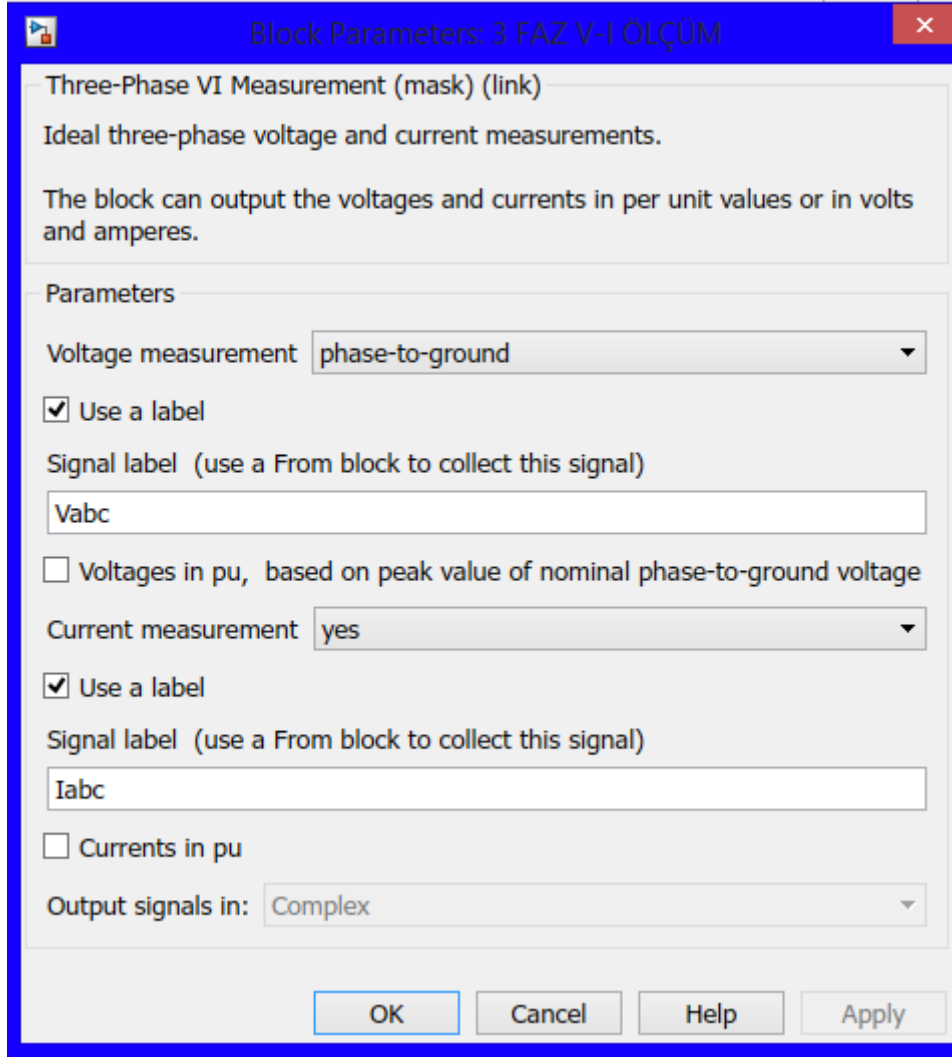 Block Parameters: 3 FAZ V-I ÖLÇÜM
Three-Phase VI Measurement (mask) (link)
Ideal three-phase voltage and current measurements.
The block can output the voltages and currents in per unit values or in volts
and amperes.
Parameters
Voltage measurement phase-to-ground
Use a label
Signal label (use a From block to collect this signal)
Vabc
Voltages in pu, based on peak value of nominal phase-to-ground voltage
Current measurement yes
Use a label
Signal label (use a From block to collect this signal)
Iabc
Currents in pu
Output signals in: Complex
OK Cancel Help Apply